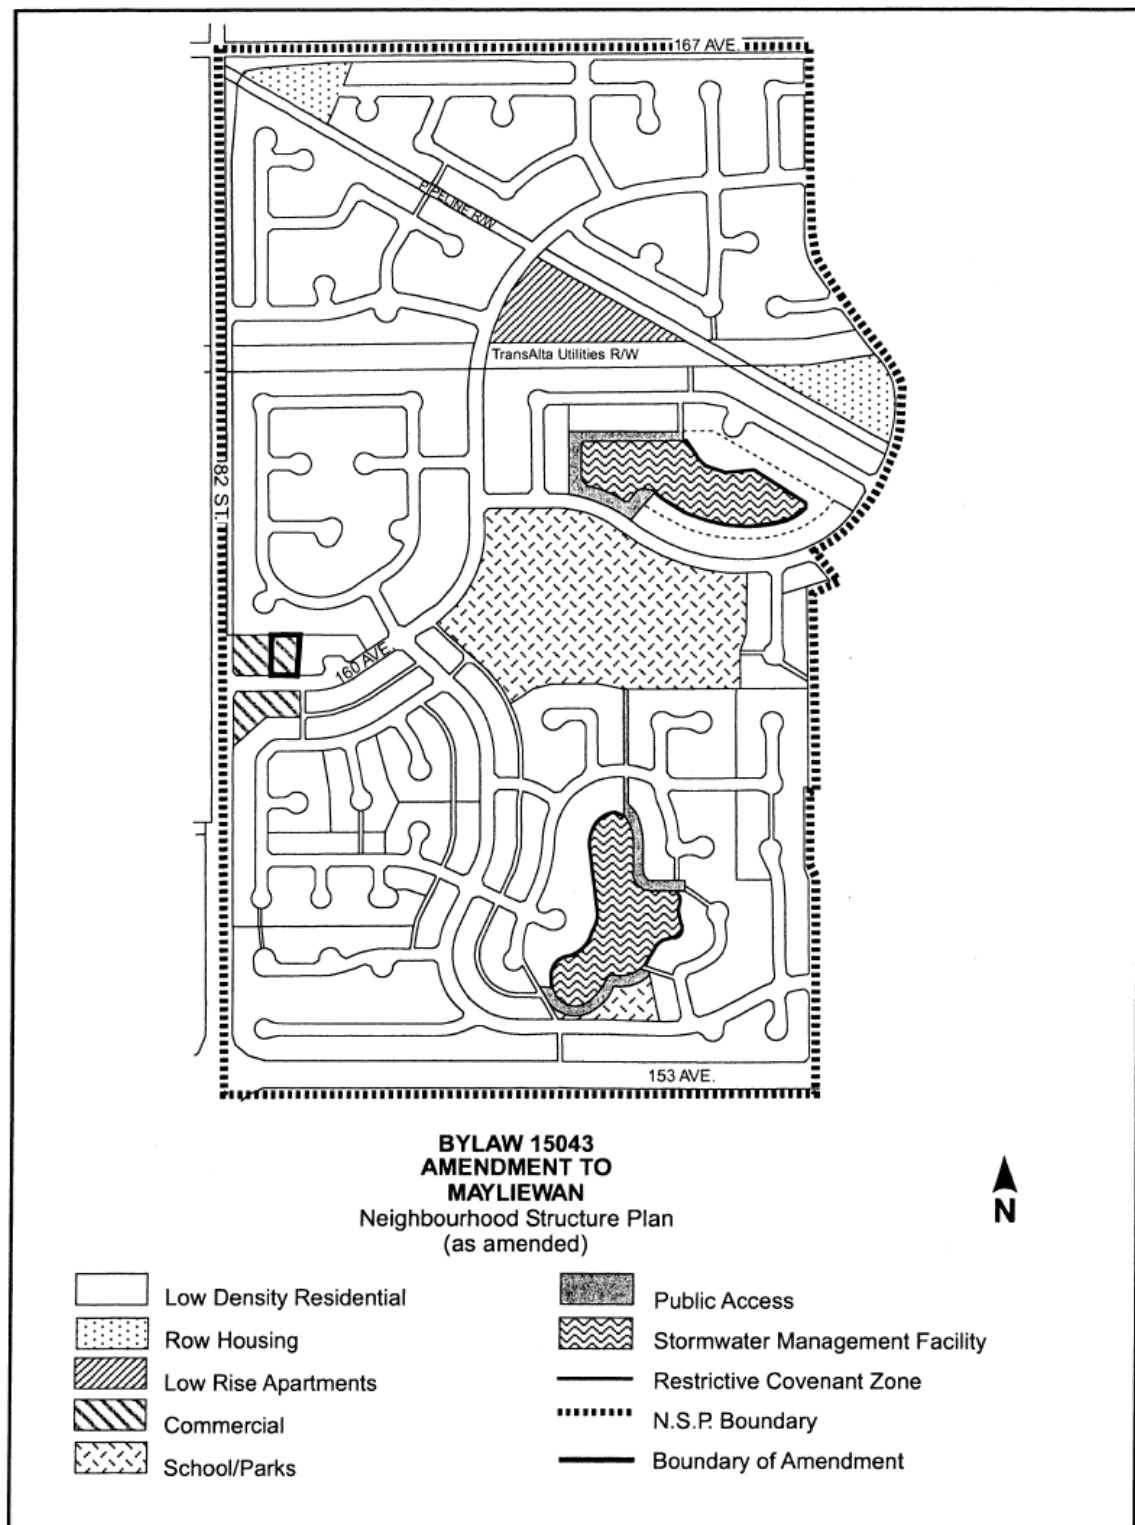 167 AVE.
PIPELINE R/W
TransAlta Utilities R/W
82 ST.
160 AVE.
153 AVE.
BYLAW 15043
AMENDMENT TO
MAYLIEWAN
Neighbourhood Structure Plan
(as amended)
N
Low Density Residential
Row Housing
Low Rise Apartments
Commercial
School/Parks
Public Access
Stormwater Management Facility
Restrictive Covenant Zone
N.S.P. Boundary
Boundary of Amendment